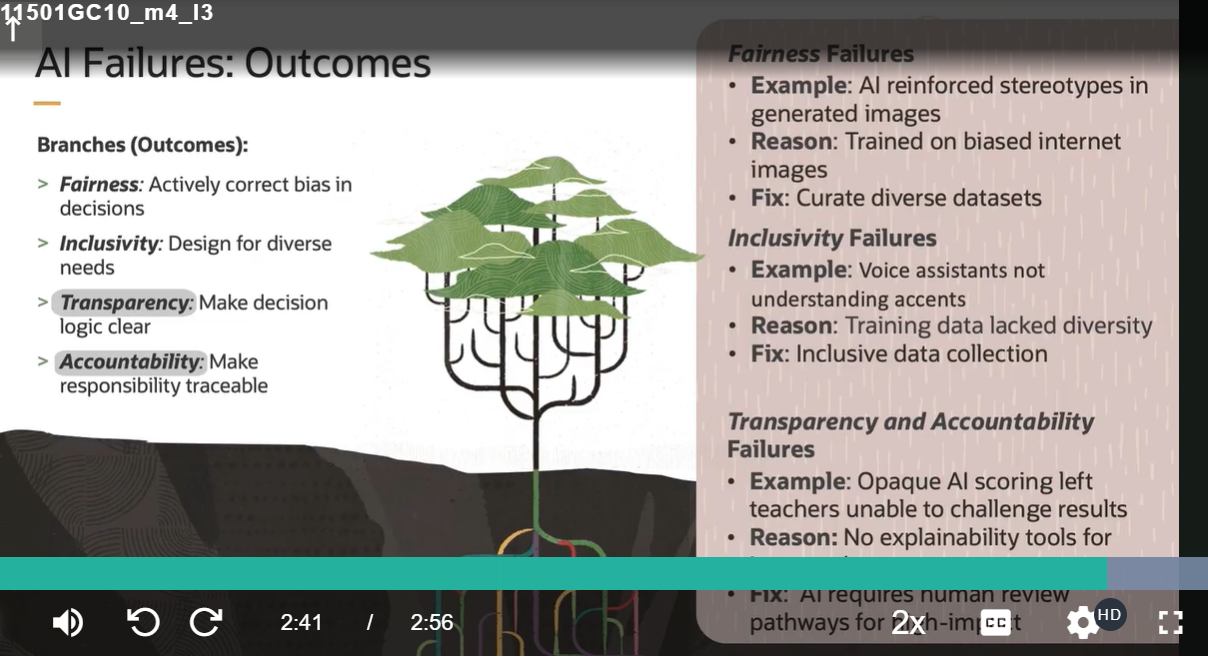 11501GC10_m4_l3
AI Failures: Outcomes
Branches (Outcomes):
> Fairness: Actively correct bias in
decisions
> Inclusivity: Design for diverse
needs
> Transparency: Make decision
logic clear
> Accountability: Make
responsibility traceable
Fairness Failures
• Example: AI reinforced stereotypes in
generated images
• Reason: Trained on biased internet
images
• Fix: Curate diverse datasets
Inclusivity Failures
• Example: Voice assistants not
understanding accents
• Reason: Training data lacked diversity
• Fix: Inclusive data collection
Transparency and Accountability
Failures
• Example: Opaque AI scoring left
teachers unable to challenge results
• Reason: No explainability tools for
• Fix: AI requires human review
pathways for high-impact
2:41 / 2:56
2x
CC
HD